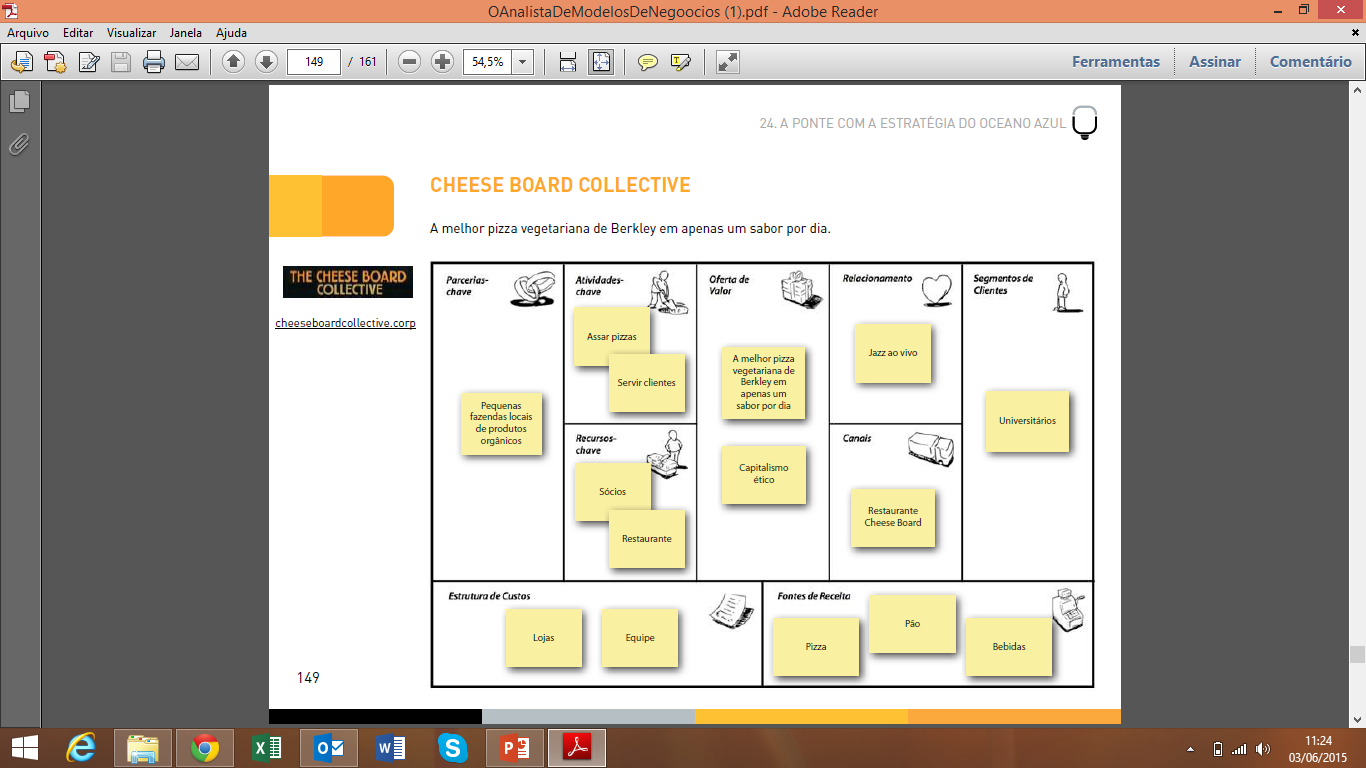 OAnalistaDeModelosDeNegoocios (1).pdf - Adobe Reader
Arquivo Editar Visualizar Janela Ajuda
149 / 161 54,5% Ferramentas Assinar Comentário
24. A PONTE COM A ESTRATÉGIA DO OCEANO AZUL
CHEESE BOARD COLLECTIVE
A melhor pizza vegetariana de Berkley em apenas um sabor por dia.
THE CHEESE BOARD
COLLECTIVE
cheeseboardcollective.corp
Parcerias-
chave
Pequenas
fazendas locais
de produtos
orgânicos
Atividades-
chave
Assar pizzas
Servir clientes
Recursos-
chave
Sócios
Restaurante
Oferta de
Valor
A melhor pizza
vegetariana de
Berkley em
apenas um
sabor por dia
Capitalismo
ético
Relacionamento
Jazz ao vivo
Canais
Restaurante
Cheese Board
Segmentos de
Clientes
Universitários
Estrutura de Custos
Lojas
Equipe
Fontes de Receita
Pizza
Pão
Bebidas
149
11:24
03/06/2015